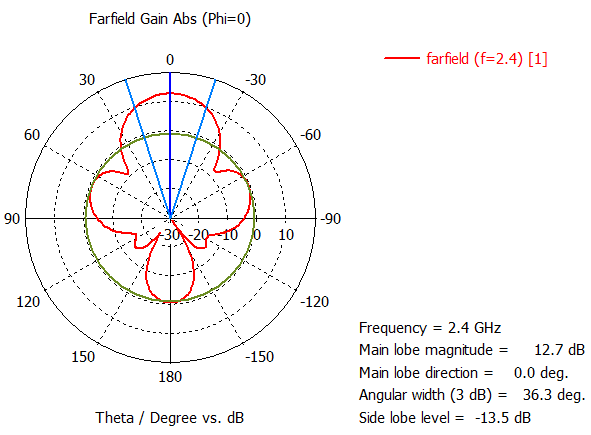 Farfield Gain Abs (Phi=0)
farfield (f=2.4) [1]
0
30
-30
60
-60
90
-30 -20 -10 0 10
-90
120
-120
150
-150
180
Frequency = 2.4 GHz
Main lobe magnitude = 12.7 dB
Main lobe direction = 0.0 deg.
Angular width (3 dB) = 36.3 deg.
Side lobe level = -13.5 dB
Theta / Degree vs. dB